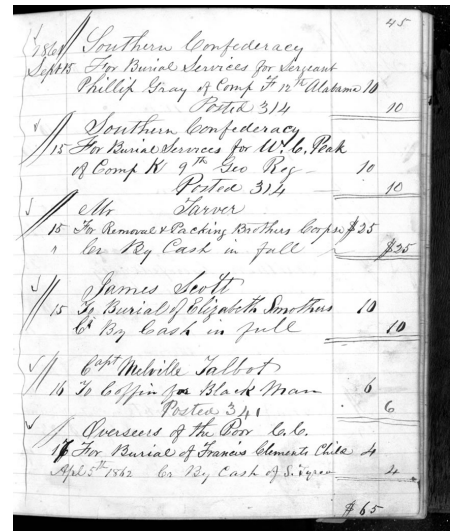 45
1861 Southern Confederacy
Sept 15 For Burial Services for Sergeant
Phillip Gray of Comp F 12th Alabama 10
Posted 314 10
Southern Confederacy
15 For Burial Services for W. C. Peak
of Comp K 9th Geo Reg 10
Posted 314 10
Mr Tarver
15 For Removal & Packing Brothers Corpse $25
" Cr By Cash in full $25
James Scott
15 To Burial of Elizabeth Smothers 10
Cr By Cash in full 10
Capt Melville Talbot
16 To Coffin for Black Man 6
Posted 341 6
Overseers of the Poor C.C.
17 For Burial of Francis Clements Child 4
Apl 5th 1862 Cr By Cash of S. Tyree 4
$65